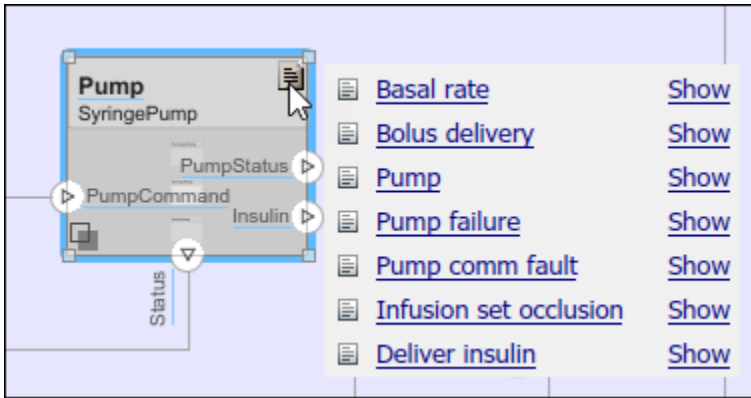 Pump
SyringePump
PumpStatus
PumpCommand
Insulin
Status
Basal rate Show
Bolus delivery Show
Pump Show
Pump failure Show
Pump comm fault Show
Infusion set occlusion Show
Deliver insulin Show